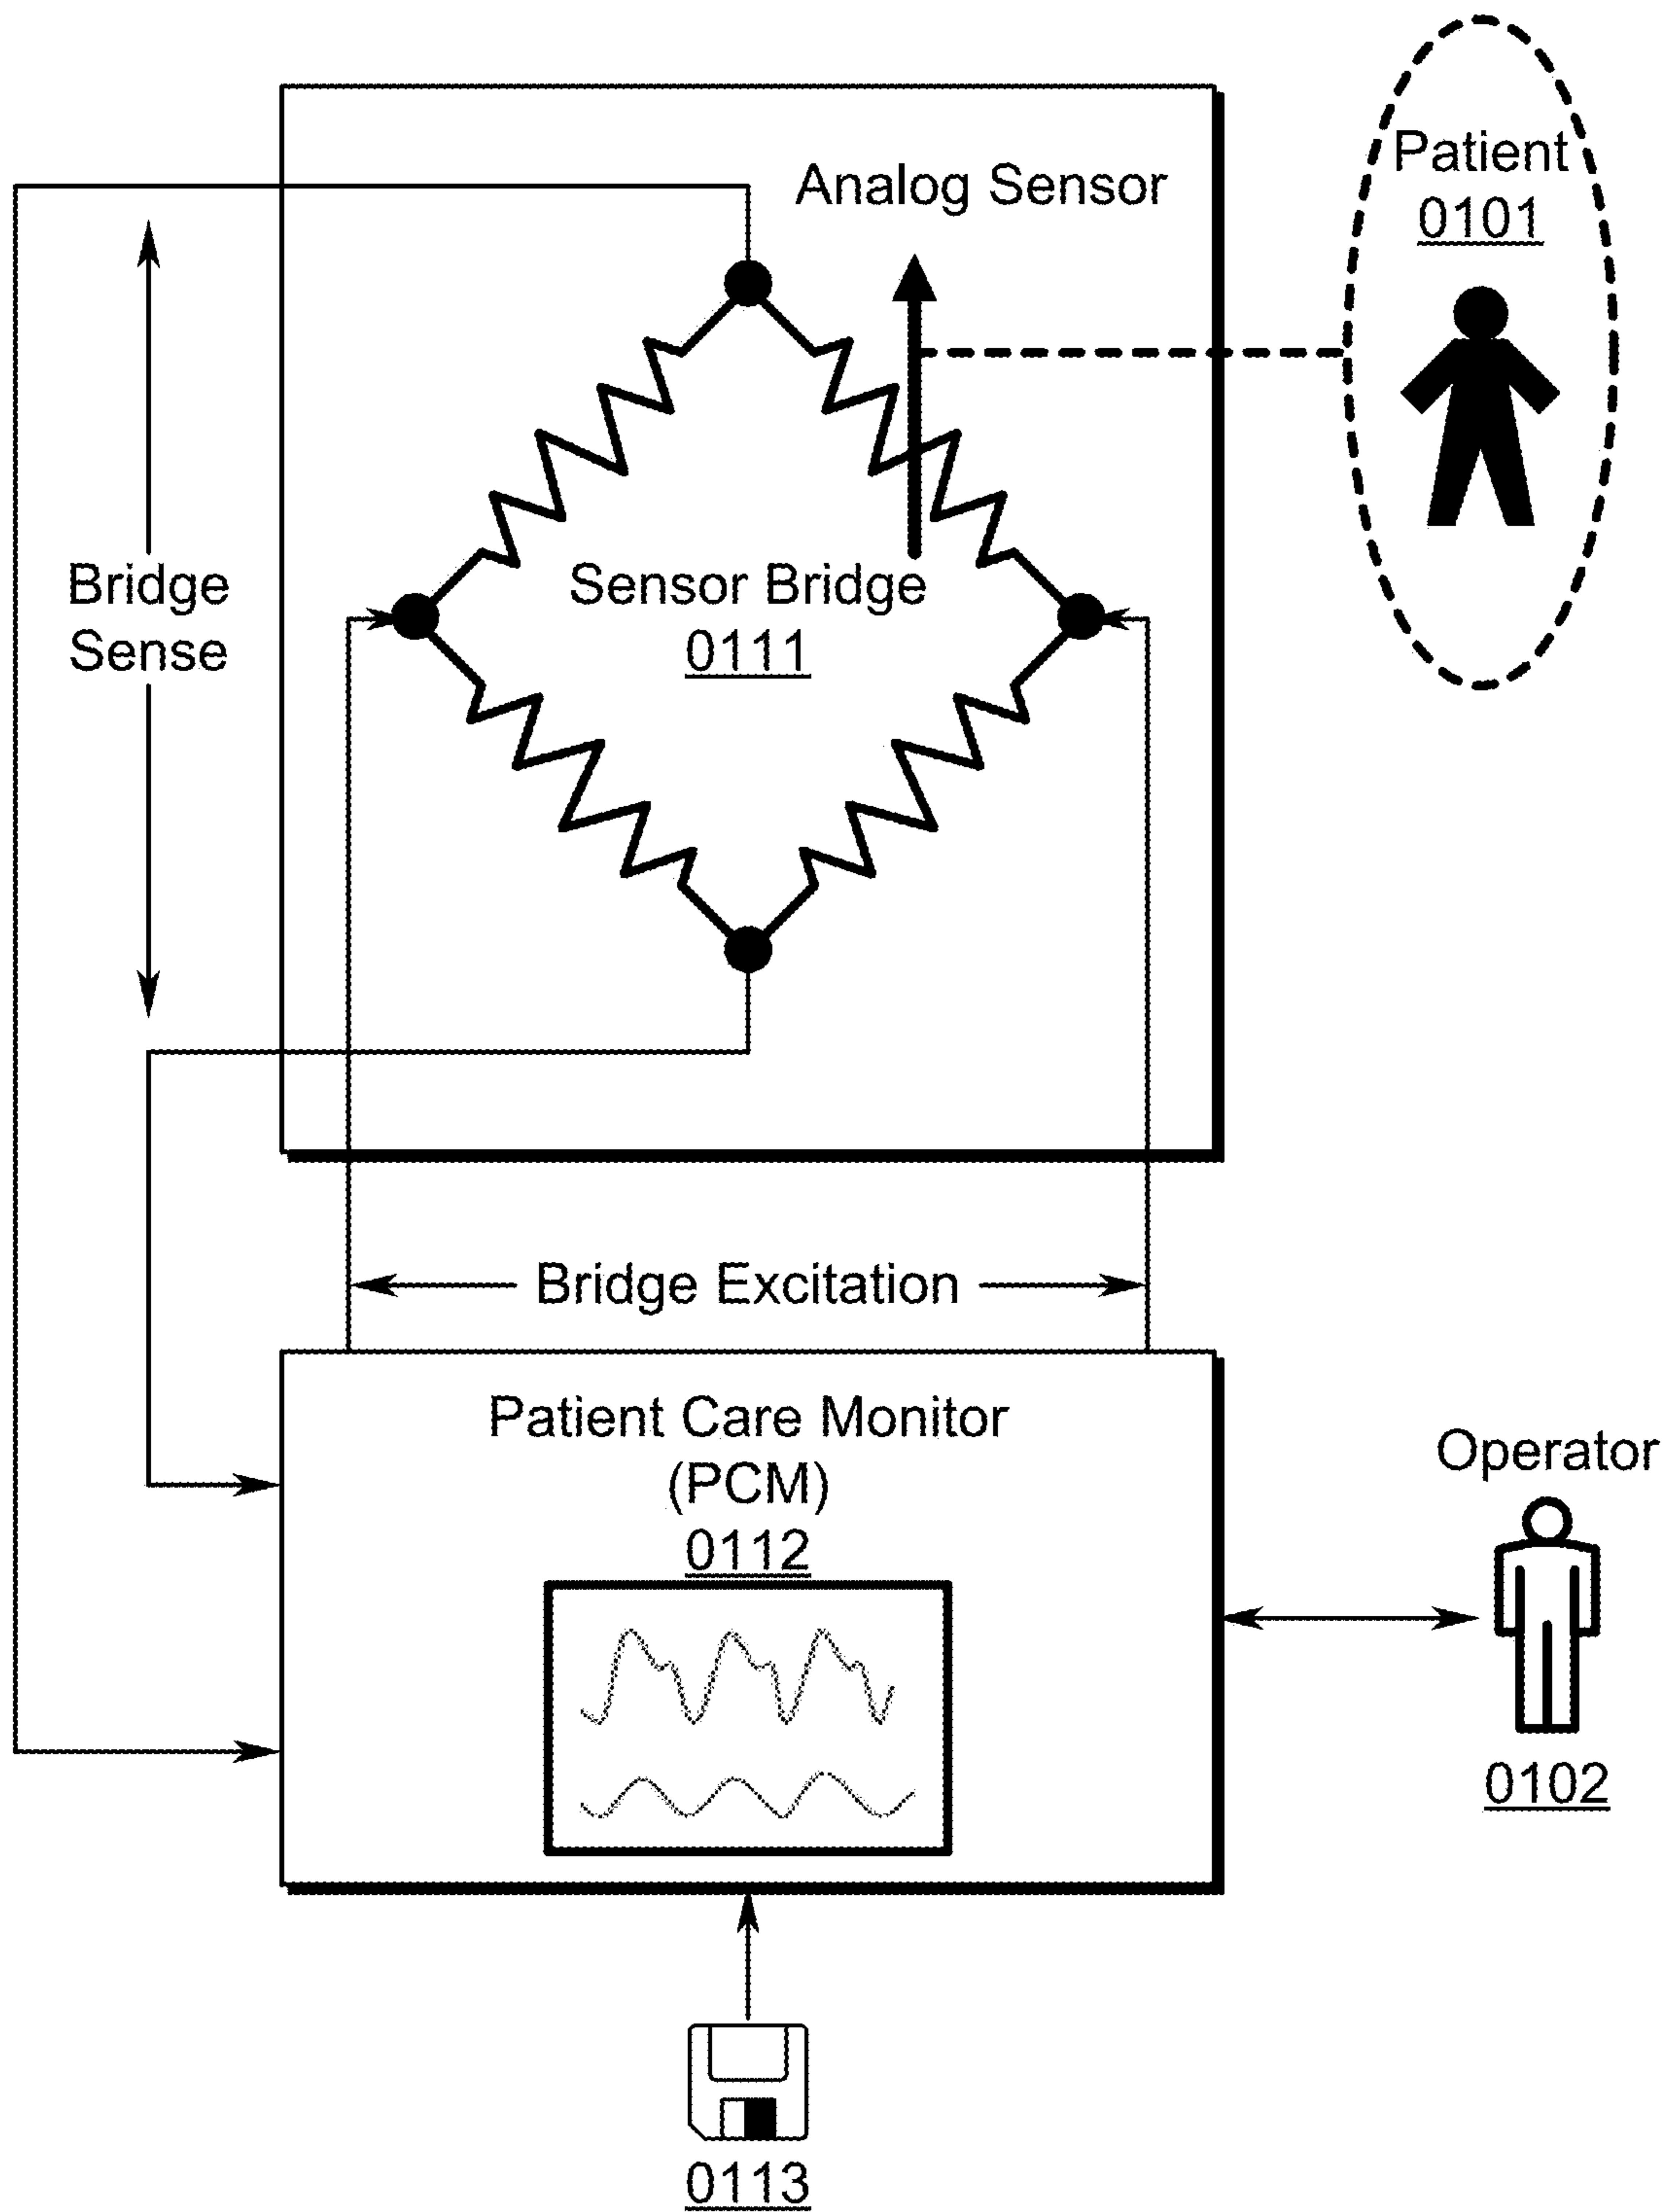 Patient
0101
Analog Sensor
Bridge
Sense
Sensor Bridge
0111
Bridge Excitation
Patient Care Monitor
(PCM)
0112
Operator
0102
0113